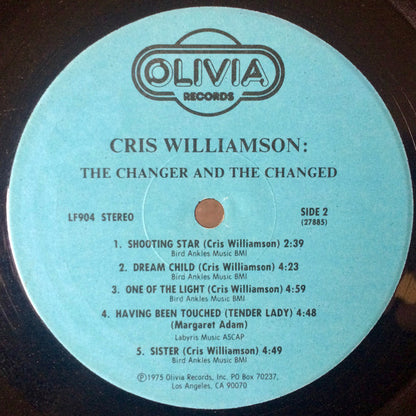 OLIVIA
RECORDS
CRIS WILLIAMSON:
THE CHANGER AND THE CHANGED
LF904 STEREO
SIDE 2
(27885)
1. SHOOTING STAR (Cris Williamson) 2:39
Bird Ankles Music BMI
2. DREAM CHILD (Cris Williamson) 4:23
Bird Ankles Music BMI
3. ONE OF THE LIGHT (Cris Williamson) 4:59
Bird Ankles Music BMI
4. HAVING BEEN TOUCHED (TENDER LADY) 4:48
(Margaret Adam)
Labyris Music ASCAP
5. SISTER (Cris Williamson) 4:49
Bird Ankles Music BMI
Ⓟ1975 Olivia Records, Inc. PO Box 70237,
Los Angeles, CA 90070